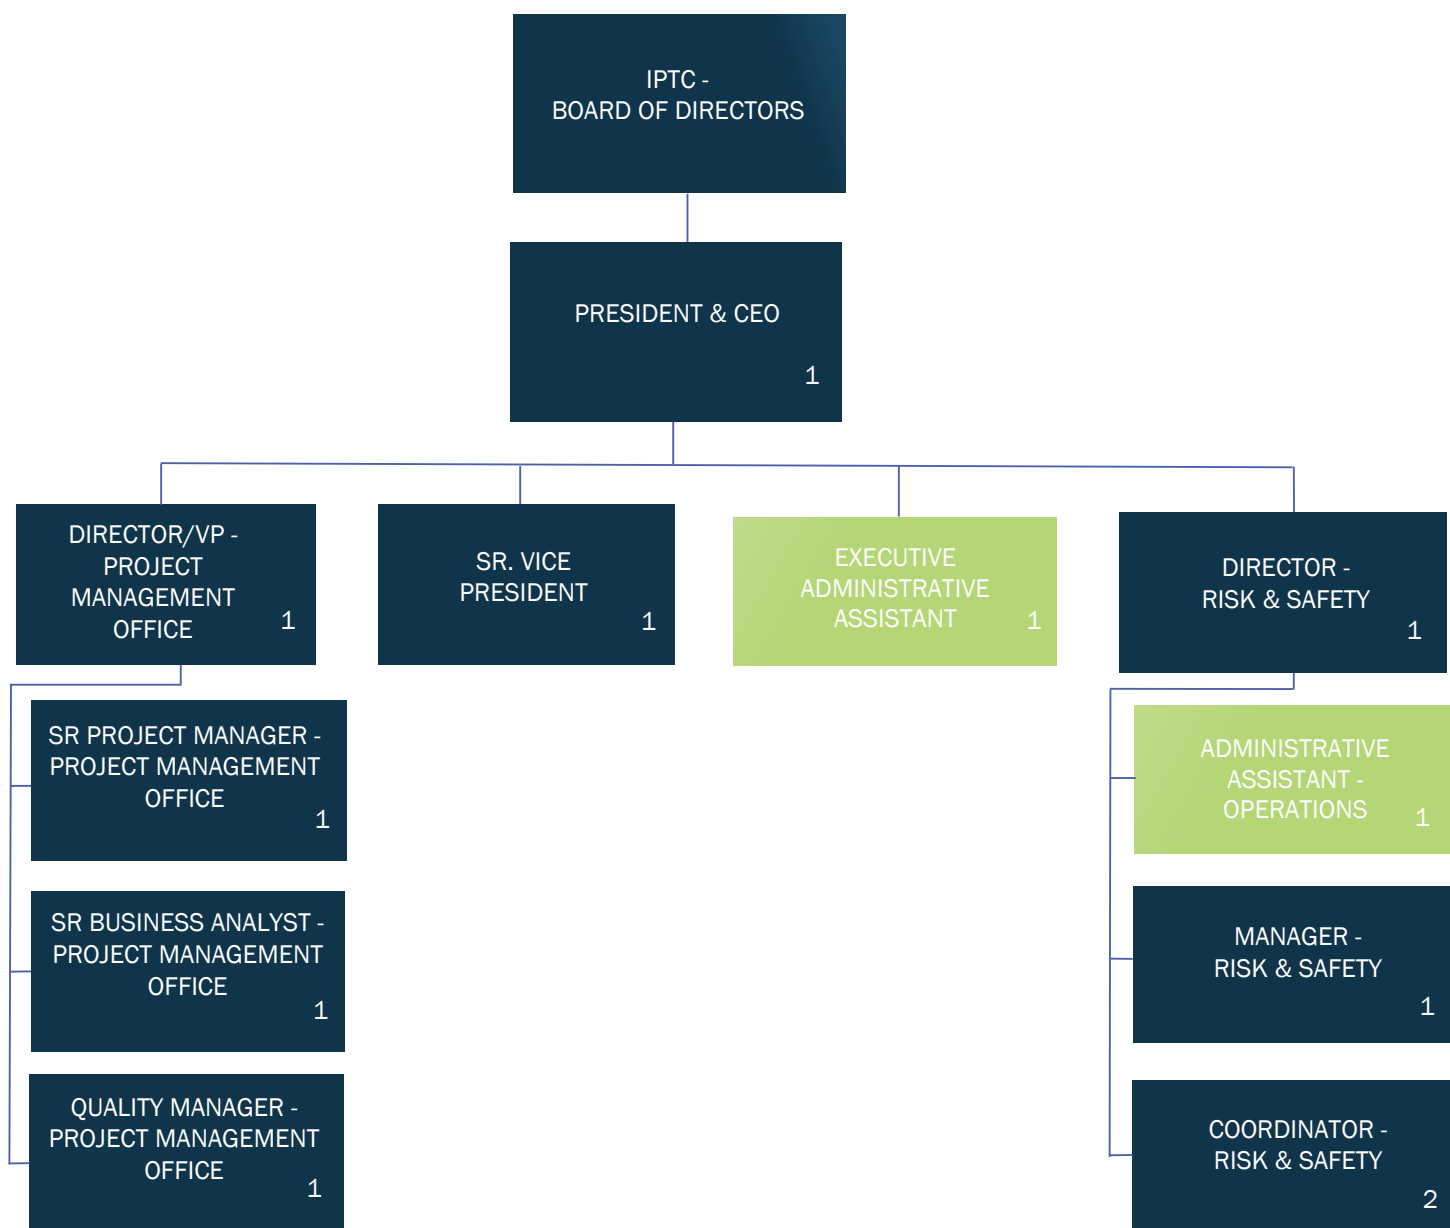 IPTC -
BOARD OF DIRECTORS
PRESIDENT & CEO
1
DIRECTOR/VP -
PROJECT
MANAGEMENT
OFFICE
1
SR. VICE
PRESIDENT
1
EXECUTIVE
ADMINISTRATIVE
ASSISTANT
1
DIRECTOR -
RISK & SAFETY
1
SR PROJECT MANAGER -
PROJECT MANAGEMENT
OFFICE
1
SR BUSINESS ANALYST -
PROJECT MANAGEMENT
OFFICE
1
QUALITY MANAGER -
PROJECT MANAGEMENT
OFFICE
1
ADMINISTRATIVE
ASSISTANT -
OPERATIONS
1
MANAGER -
RISK & SAFETY
1
COORDINATOR -
RISK & SAFETY
2